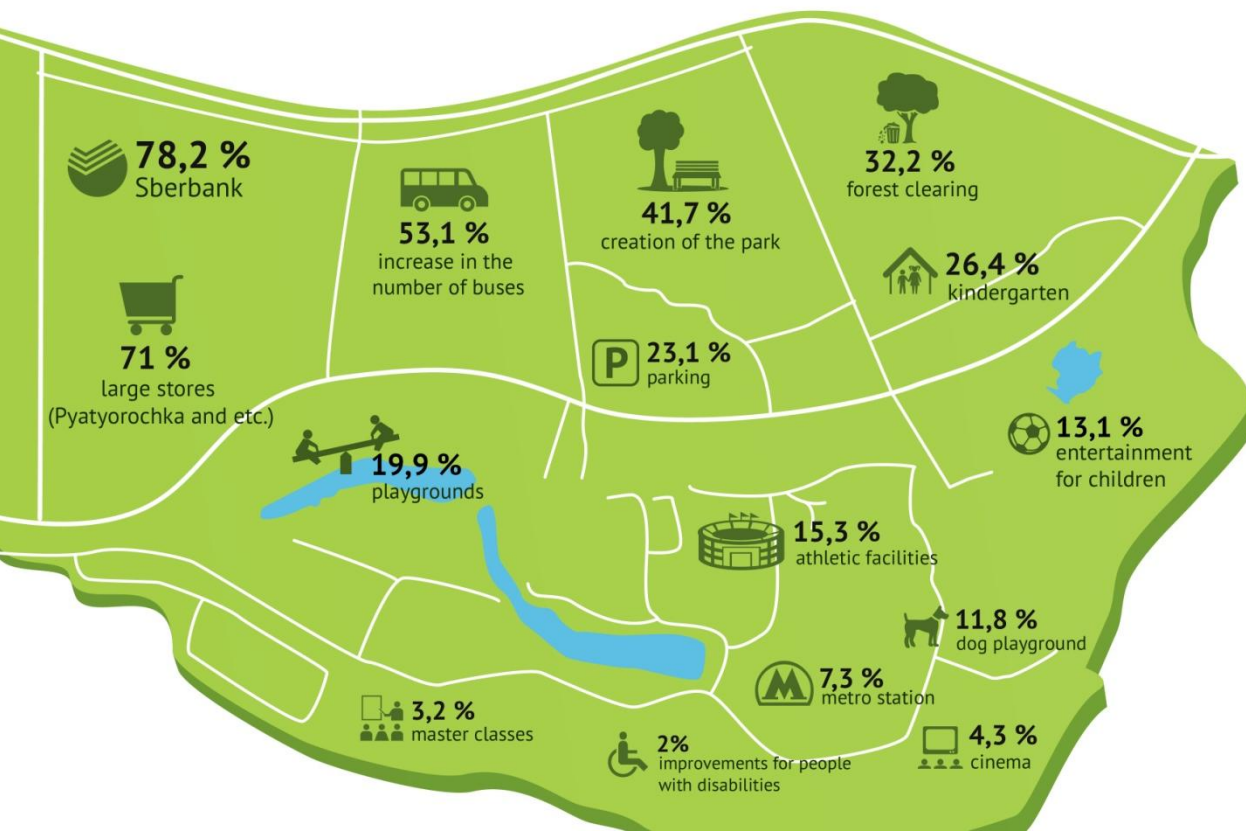 78,2 %
Sberbank
53,1 %
increase in the
number of buses
41,7 %
creation of the park
32,2 %
forest clearing
26,4 %
kindergarten
71 %
large stores
(Pyatyorochka and etc.)
P
23,1 %
parking
19,9 %
playgrounds
13,1 %
entertainment
for children
15,3 %
athletic facilities
11,8 %
dog playground
M
7,3 %
metro station
3,2 %
master classes
2%
improvements for people
with disabilities
4,3 %
cinema